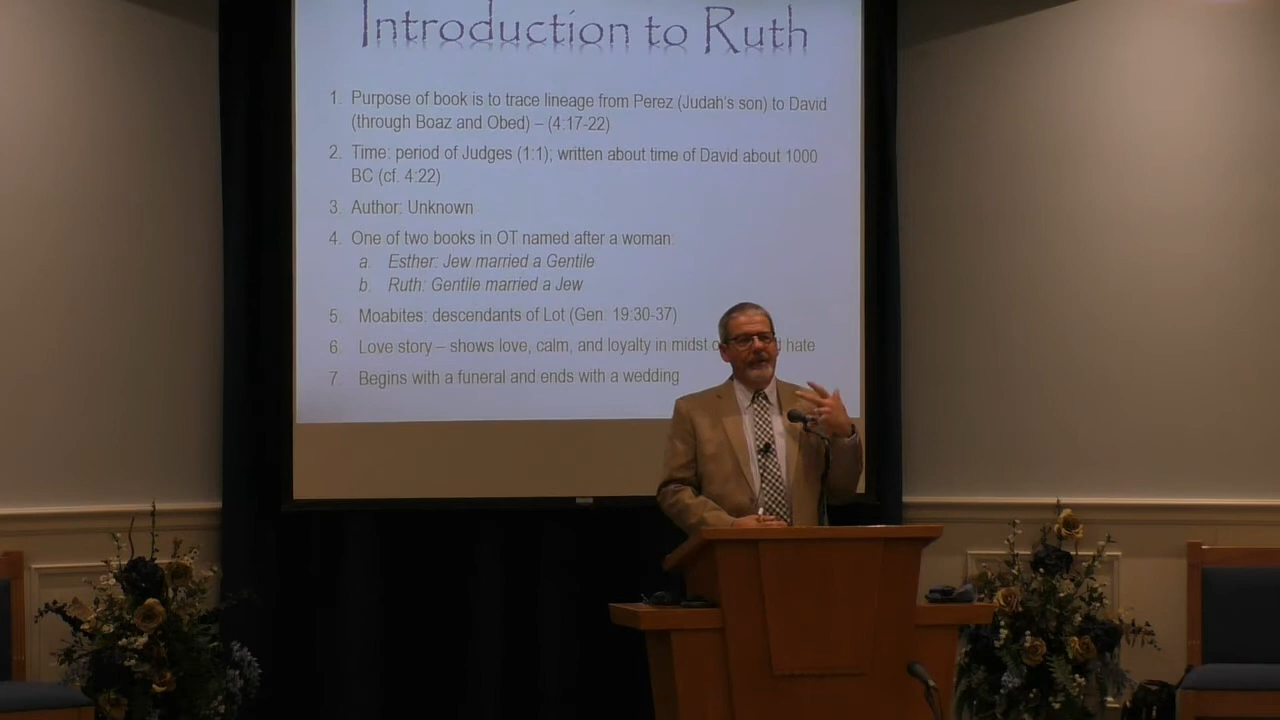 Introduction to Ruth
1. Purpose of book is to trace lineage from Perez (Judah's son) to David
(through Boaz and Obed) – (4:17-22)
2. Time: period of Judges (1:1); written about time of David about 1000
BC (cf. 4:22)
3. Author: Unknown
4. One of two books in OT named after a woman:
a. Esther: Jew married a Gentile
b. Ruth: Gentile married a Jew
5. Moabites: descendants of Lot (Gen. 19:30-37)
6. Love story – shows love, calm, and loyalty in midst hate
7. Begins with a funeral and ends with a wedding